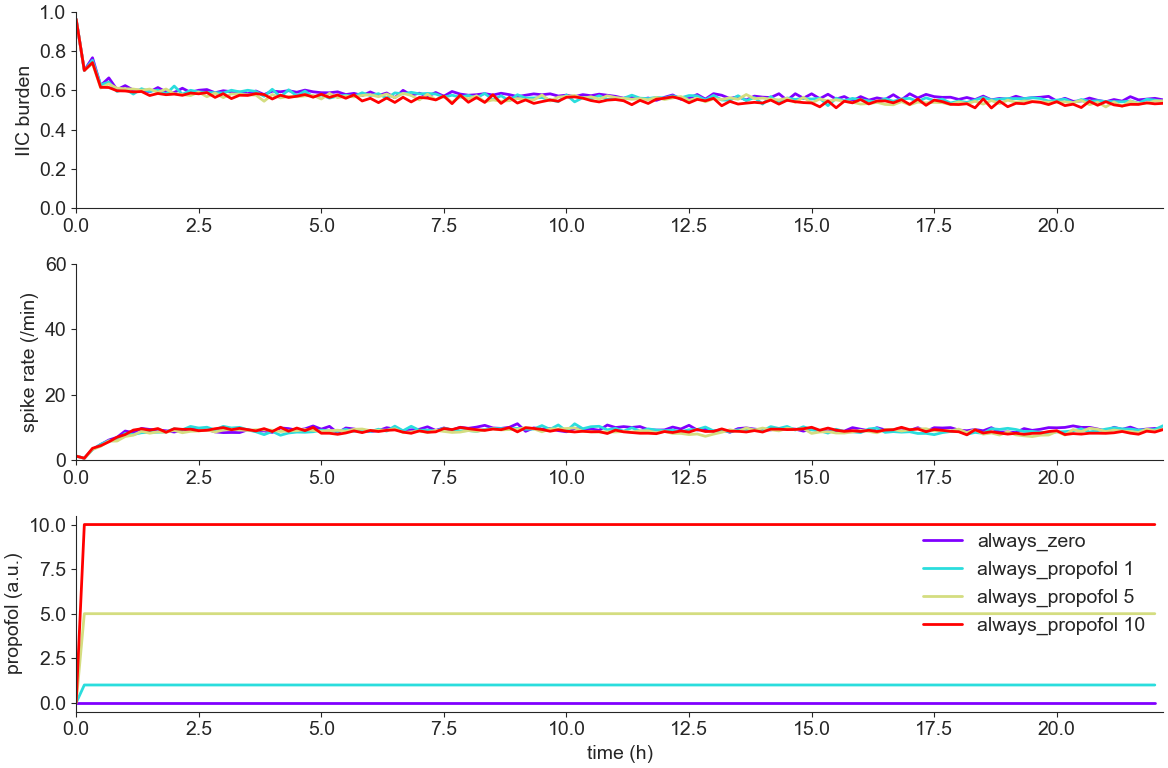 1.0
0.8
0.6
0.4
0.2
0.0
IIC burden
0.0 2.5 5.0 7.5 10.0 12.5 15.0 17.5 20.0
60
40
20
0
spike rate (/min)
0.0 2.5 5.0 7.5 10.0 12.5 15.0 17.5 20.0
10.0
7.5
5.0
2.5
0.0
propofol (a.u.)
always_zero
always_propofol 1
always_propofol 5
always_propofol 10
0.0 2.5 5.0 7.5 10.0 12.5 15.0 17.5 20.0
time (h)